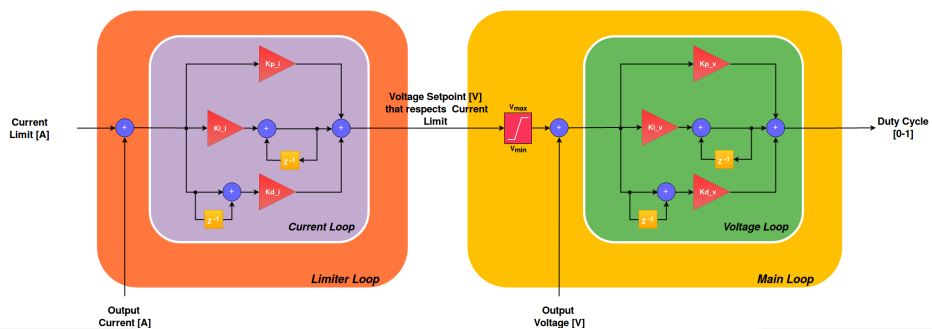 Current
Limit [A]
+
Kp_i
Ki_i
+
+
z⁻¹
+
Kd_i
z⁻¹
Current Loop
Limiter Loop
Output
Current [A]
Voltage Setpoint [V]
that respects Current
Limit
Vmax
Vmin
+
Kp_v
Ki_v
+
+
z⁻¹
+
Kd_v
z⁻¹
Voltage Loop
Main Loop
Output
Voltage [V]
Duty Cycle
[0-1]